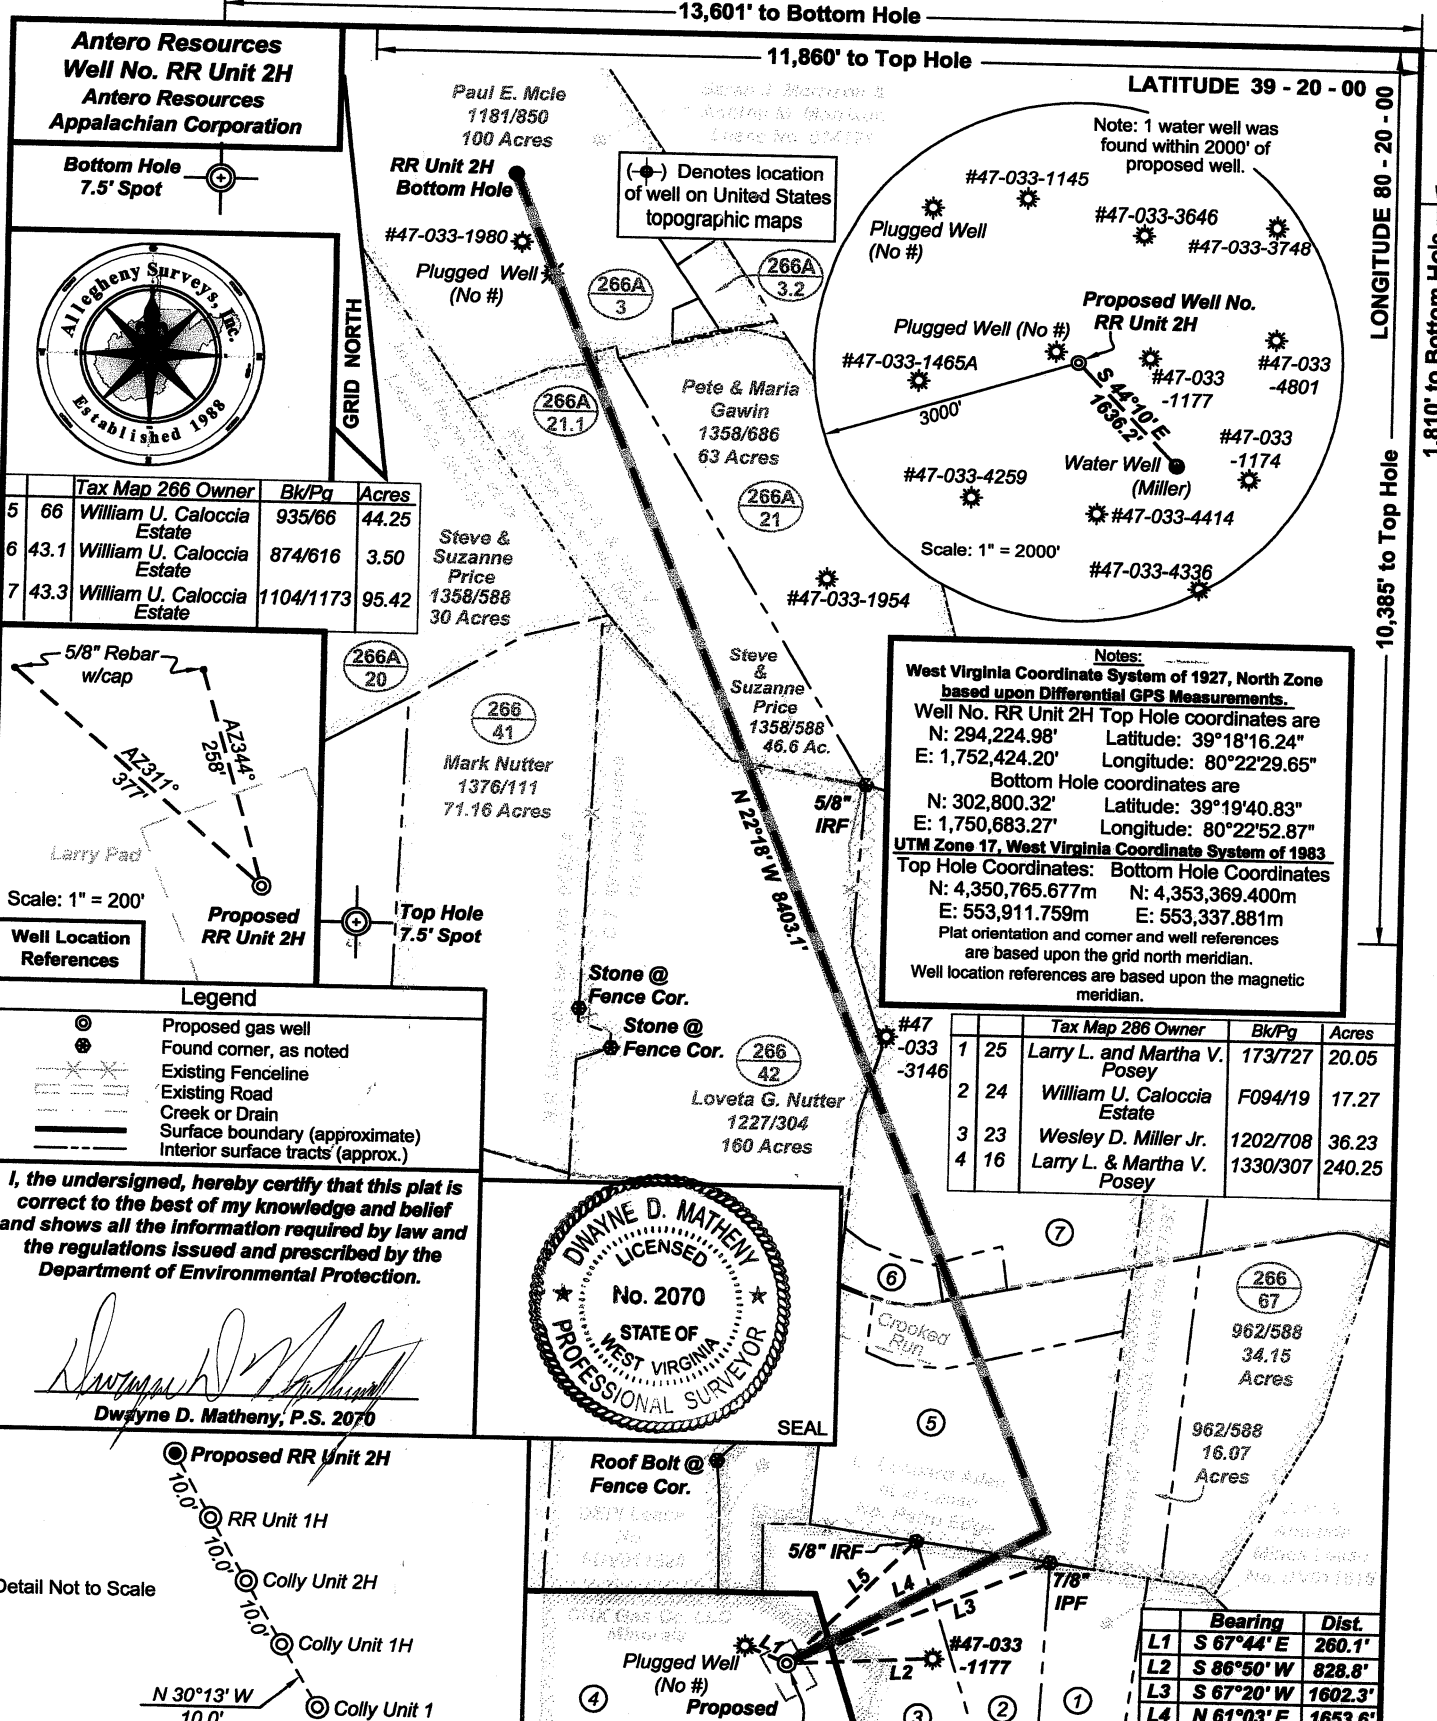 13,601' to Bottom Hole
11,860' to Top Hole
LATITUDE 39 - 20 - 00
LONGITUDE 80 - 20 - 00
1,810' to Bottom Hole
10,385' to Top Hole
Antero Resources
Well No. RR Unit 2H
Antero Resources
Appalachian Corporation
Bottom Hole
7.5' Spot
Allegheny Surveys, Inc.
Established 1988
GRID NORTH
Paul E. Mcie
1181/850
100 Acres
RR Unit 2H
Bottom Hole
#47-033-1980
Plugged Well
(No #)
Denotes location
of well on United States
topographic maps
266A
3
266A
3.2
266A
21.1
Pete & Maria
Gawin
1358/686
63 Acres
266A
21
#47-033-1954
Note: 1 water well was
found within 2000' of
proposed well.
#47-033-1145
Plugged Well
(No #)
#47-033-3646
#47-033-3748
Proposed Well No.
RR Unit 2H
Plugged Well (No #)
#47-033-1465A
#47-033
-1177
#47-033
-4801
3000'
S 44°10' E
1636.2'
#47-033
-1174
Water Well
(Miller)
#47-033-4259
#47-033-4414
Scale: 1" = 2000'
#47-033-4336
Tax Map 266 Owner Bk/Pg Acres
5 66 William U. Caloccia Estate 935/66 44.25
6 43.1 William U. Caloccia Estate 874/616 3.50
7 43.3 William U. Caloccia Estate 1104/1173 95.42
Steve &
Suzanne
Price
1358/588
30 Acres
266A
20
5/8" Rebar
w/cap
AZ344°
258'
AZ311°
377'
Larry Pad
Scale: 1" = 200'
Proposed
RR Unit 2H
Well Location
References
Top Hole
7.5' Spot
266
41
Mark Nutter
1376/111
71.16 Acres
Steve
&
Suzanne
Price
1358/588
46.6 Ac.
5/8"
IRF
N 22°18' W 8403.1'
Notes:
West Virginia Coordinate System of 1927, North Zone
based upon Differential GPS Measurements.
Well No. RR Unit 2H Top Hole coordinates are
N: 294,224.98' Latitude: 39°18'16.24"
E: 1,752,424.20' Longitude: 80°22'29.65"
Bottom Hole coordinates are
N: 302,800.32' Latitude: 39°19'40.83"
E: 1,750,683.27' Longitude: 80°22'52.87"
UTM Zone 17, West Virginia Coordinate System of 1983
Top Hole Coordinates: Bottom Hole Coordinates
N: 4,350,765.677m N: 4,353,369.400m
E: 553,911.759m E: 553,337.881m
Plat orientation and corner and well references
are based upon the grid north meridian.
Well location references are based upon the magnetic
meridian.
Stone @
Fence Cor.
Stone @
Fence Cor.
266
42
Loveta G. Nutter
1227/304
160 Acres
#47
-033
-3146
Tax Map 286 Owner Bk/Pg Acres
1 25 Larry L. and Martha V. Posey 173/727 20.05
2 24 William U. Caloccia Estate F094/19 17.27
3 23 Wesley D. Miller Jr. 1202/708 36.23
4 16 Larry L. & Martha V. Posey 1330/307 240.25
Legend
Proposed gas well
Found corner, as noted
Existing Fenceline
Existing Road
Creek or Drain
Surface boundary (approximate)
Interior surface tracts (approx.)
I, the undersigned, hereby certify that this plat is
correct to the best of my knowledge and belief
and shows all the information required by law and
the regulations issued and prescribed by the
Department of Environmental Protection.
Dwayne D. Matheny
Dwayne D. Matheny, P.S. 2070
DWAYNE D. MATHENY
LICENSED
No. 2070
STATE OF
WEST VIRGINIA
PROFESSIONAL SURVEYOR
SEAL
7
6
Crooked
Run
5
266
67
962/588
34.15
Acres
962/588
16.07
Acres
Proposed RR Unit 2H
10.0'
RR Unit 1H
10.0'
Colly Unit 2H
10.0'
Colly Unit 1H
Detail Not to Scale
N 30°13' W
10.0'
Colly Unit 1
Roof Bolt @
Fence Cor.
5/8" IRF
L5
L4
L3
7/8"
IPF
CNX Gas Co. LLC
Minerals
L1
Plugged Well
(No #)
Proposed
L2
#47-033
-1177
4
3
2
1
Bearing Dist.
L1 S 67°44' E 260.1'
L2 S 86°50' W 828.8'
L3 S 67°20' W 1602.3'
L4 N 61°03' E 1653.6'